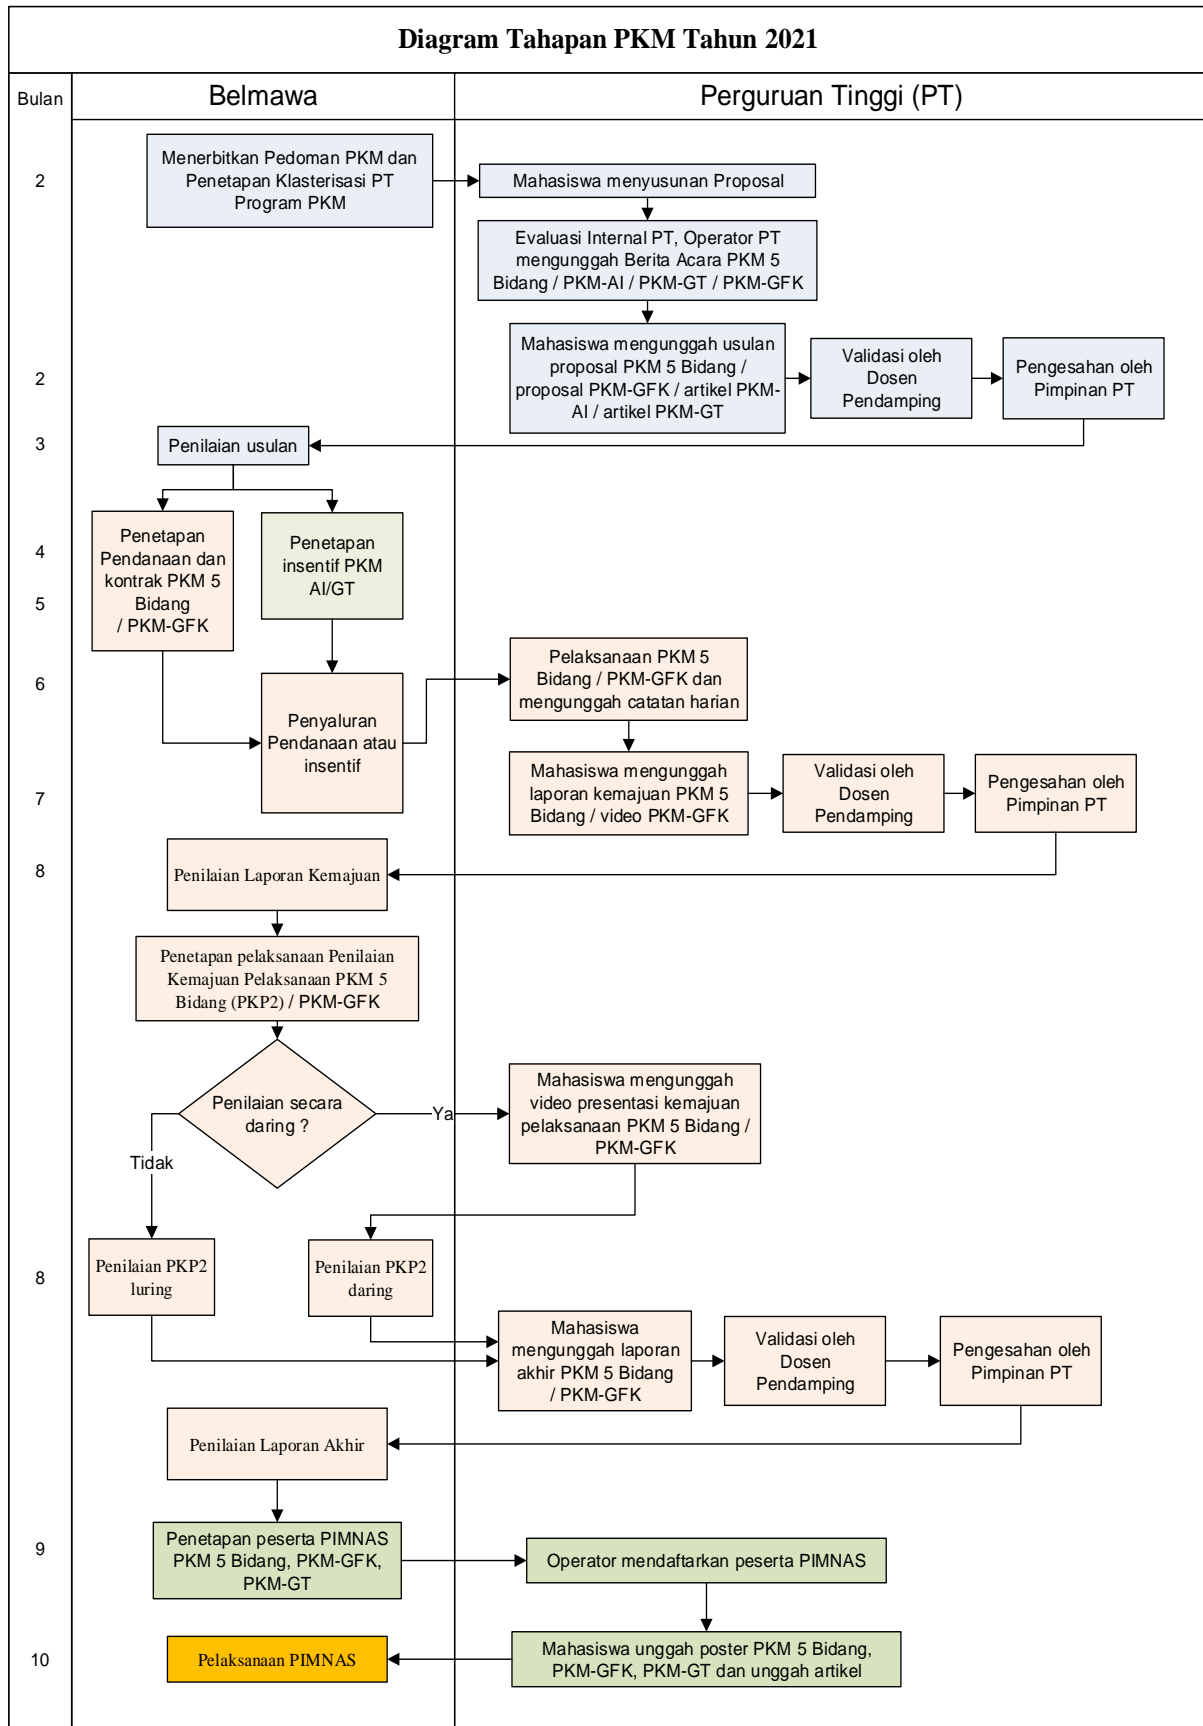 Diagram Tahapan PKM Tahun 2021
Bulan
Belmawa
Perguruan Tinggi (PT)
2
Menerbitkan Pedoman PKM dan
Penetapan Klasterisasi PT
Program PKM
Mahasiswa menyusunan Proposal
Evaluasi Internal PT, Operator PT
mengunggah Berita Acara PKM 5
Bidang / PKM-AI / PKM-GT / PKM-GFK
2
Mahasiswa mengunggah usulan
proposal PKM 5 Bidang /
proposal PKM-GFK / artikel PKM-
AI / artikel PKM-GT
Validasi oleh
Dosen
Pendamping
Pengesahan oleh
Pimpinan PT
3
Penilaian usulan
4
5
Penetapan
Pendanaan dan
kontrak PKM 5
Bidang
/ PKM-GFK
Penetapan
insentif PKM
AI/GT
6
Penyaluran
Pendanaan atau
insentif
Pelaksanaan PKM 5
Bidang / PKM-GFK dan
mengunggah catatan harian
7
Mahasiswa mengunggah
laporan kemajuan PKM 5
Bidang / video PKM-GFK
Validasi oleh
Dosen
Pendamping
Pengesahan oleh
Pimpinan PT
8
Penilaian Laporan Kemajuan
Penetapan pelaksanaan Penilaian
Kemajuan Pelaksanaan PKM 5
Bidang (PKP2) / PKM-GFK
Penilaian secara
daring ?
Ya
Tidak
Mahasiswa mengunggah
video presentasi kemajuan
pelaksanaan PKM 5 Bidang /
PKM-GFK
8
Penilaian PKP2
luring
Penilaian PKP2
daring
Mahasiswa
mengunggah laporan
akhir PKM 5 Bidang
/ PKM-GFK
Validasi oleh
Dosen
Pendamping
Pengesahan oleh
Pimpinan PT
Penilaian Laporan Akhir
9
Penetapan peserta PIMNAS
PKM 5 Bidang, PKM-GFK,
PKM-GT
Operator mendaftarkan peserta PIMNAS
10
Pelaksanaan PIMNAS
Mahasiswa unggah poster PKM 5 Bidang,
PKM-GFK, PKM-GT dan unggah artikel